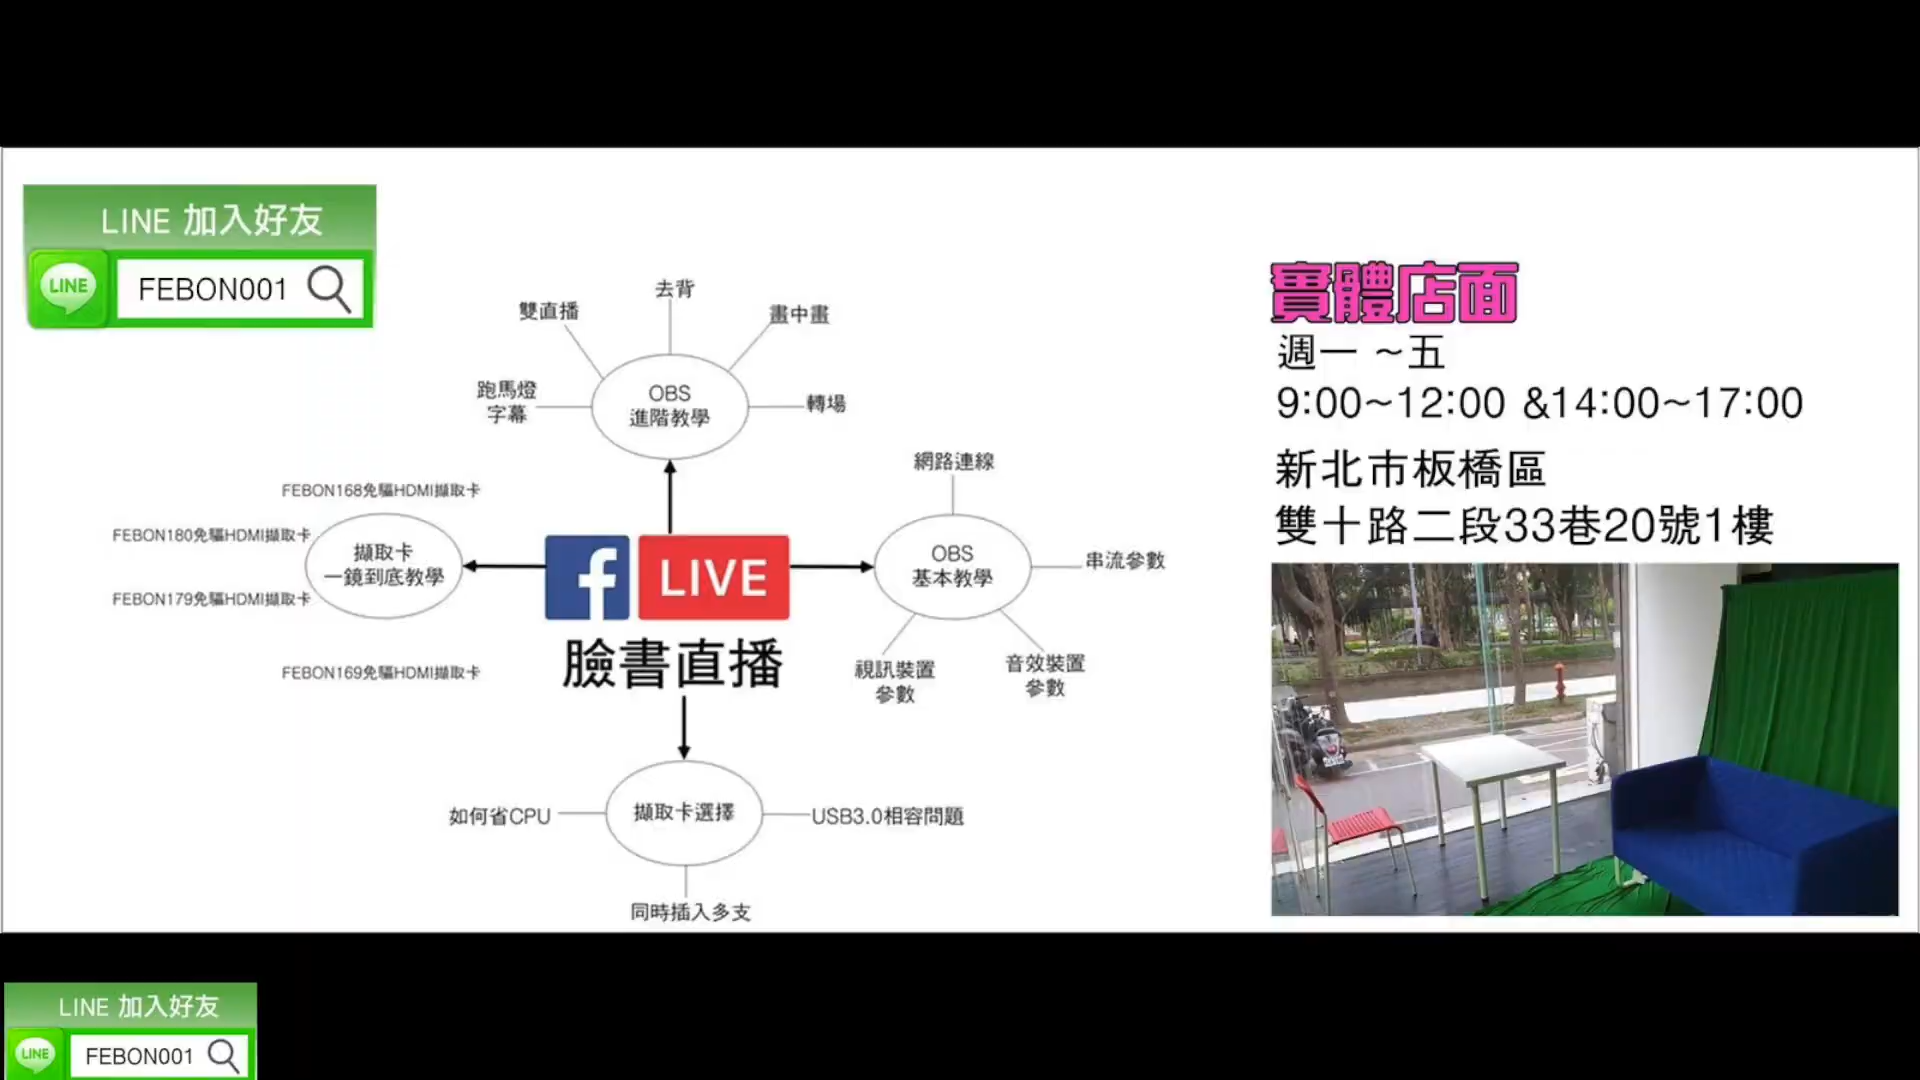 LINE 加入好友
LINE
FEBON001
去背
雙直播
畫中畫
跑馬燈
字幕
OBS
進階教學
轉場
網路連線
FEBON168免驅HDMI擷取卡
FEBON180免驅HDMI擷取卡
擷取卡
一鏡到底教學
FEBON179免驅HDMI擷取卡
FEBON169免驅HDMI擷取卡
f LIVE
臉書直播
OBS
基本教學
串流參數
視訊裝置
參數
音效裝置
參數
如何省CPU
擷取卡選擇
USB3.0相容問題
同時插入多支
實體店面
週一 ~五
9:00~12:00 &14:00~17:00
新北市板橋區
雙十路二段33巷20號1樓
LINE 加入好友
LINE
FEBON001